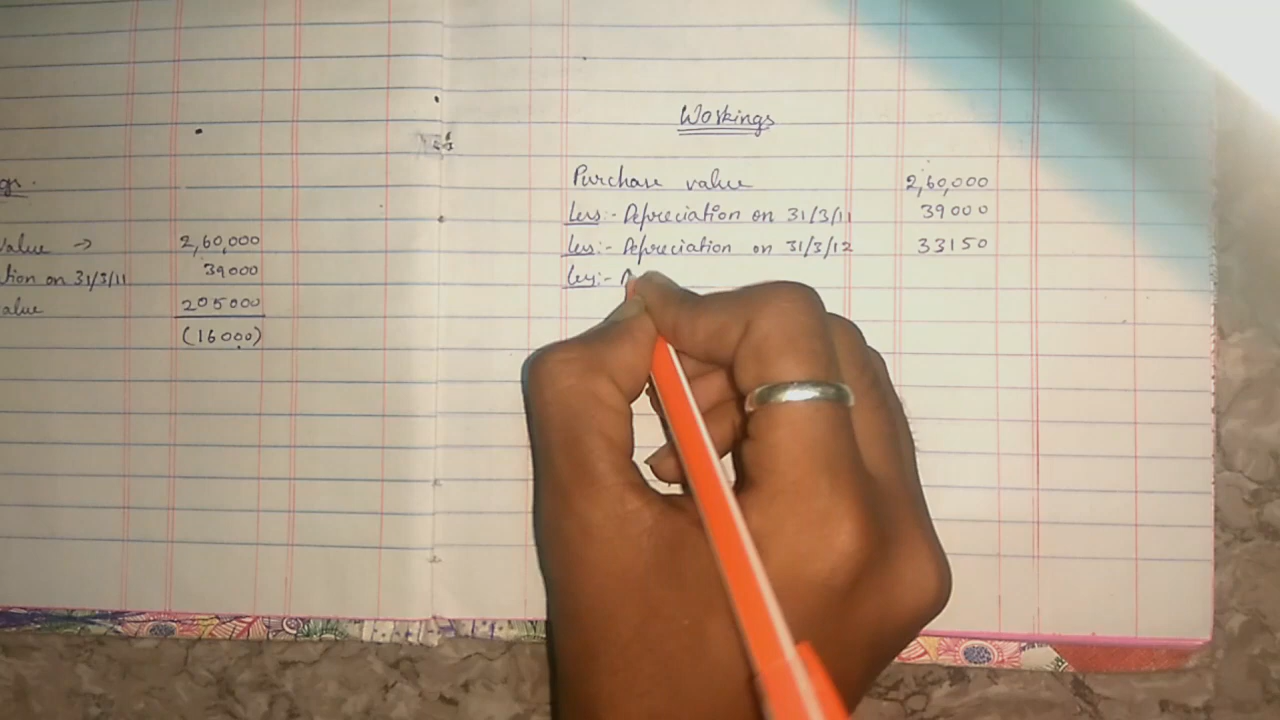 gs.
Value → 2,60,000
tion on 31/3/11 39000
alue 205000
(16000)
Workings
Purchase value 2,60,000
Less:- Depreciation on 31/3/11 39000
Less:- Depreciation on 31/3/12 33150
Less:-